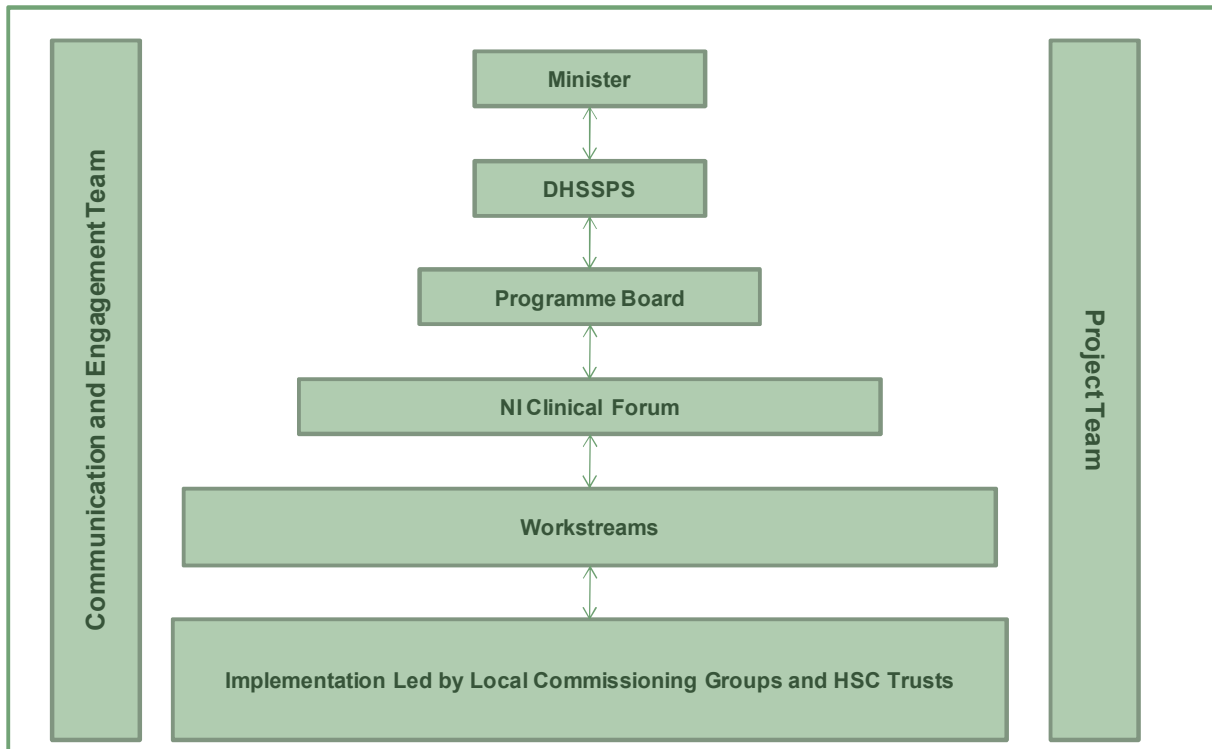 Communication and Engagement Team
Minister
DHSSPS
Programme Board
NI Clinical Forum
Workstreams
Implementation Led by Local Commissioning Groups and HSC Trusts
Project Team